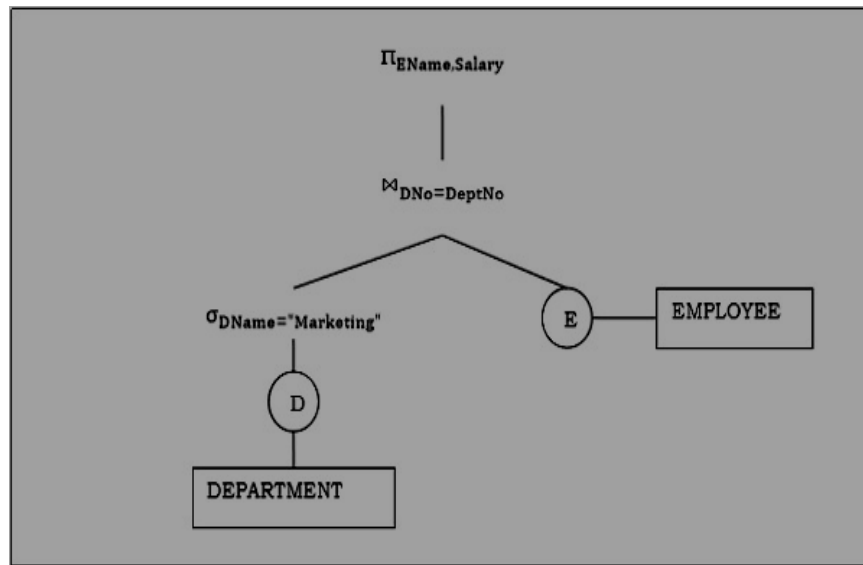 ΠEName,Salary
⋈DNo=DeptNo
σDName="Marketing"
E
EMPLOYEE
D
DEPARTMENT